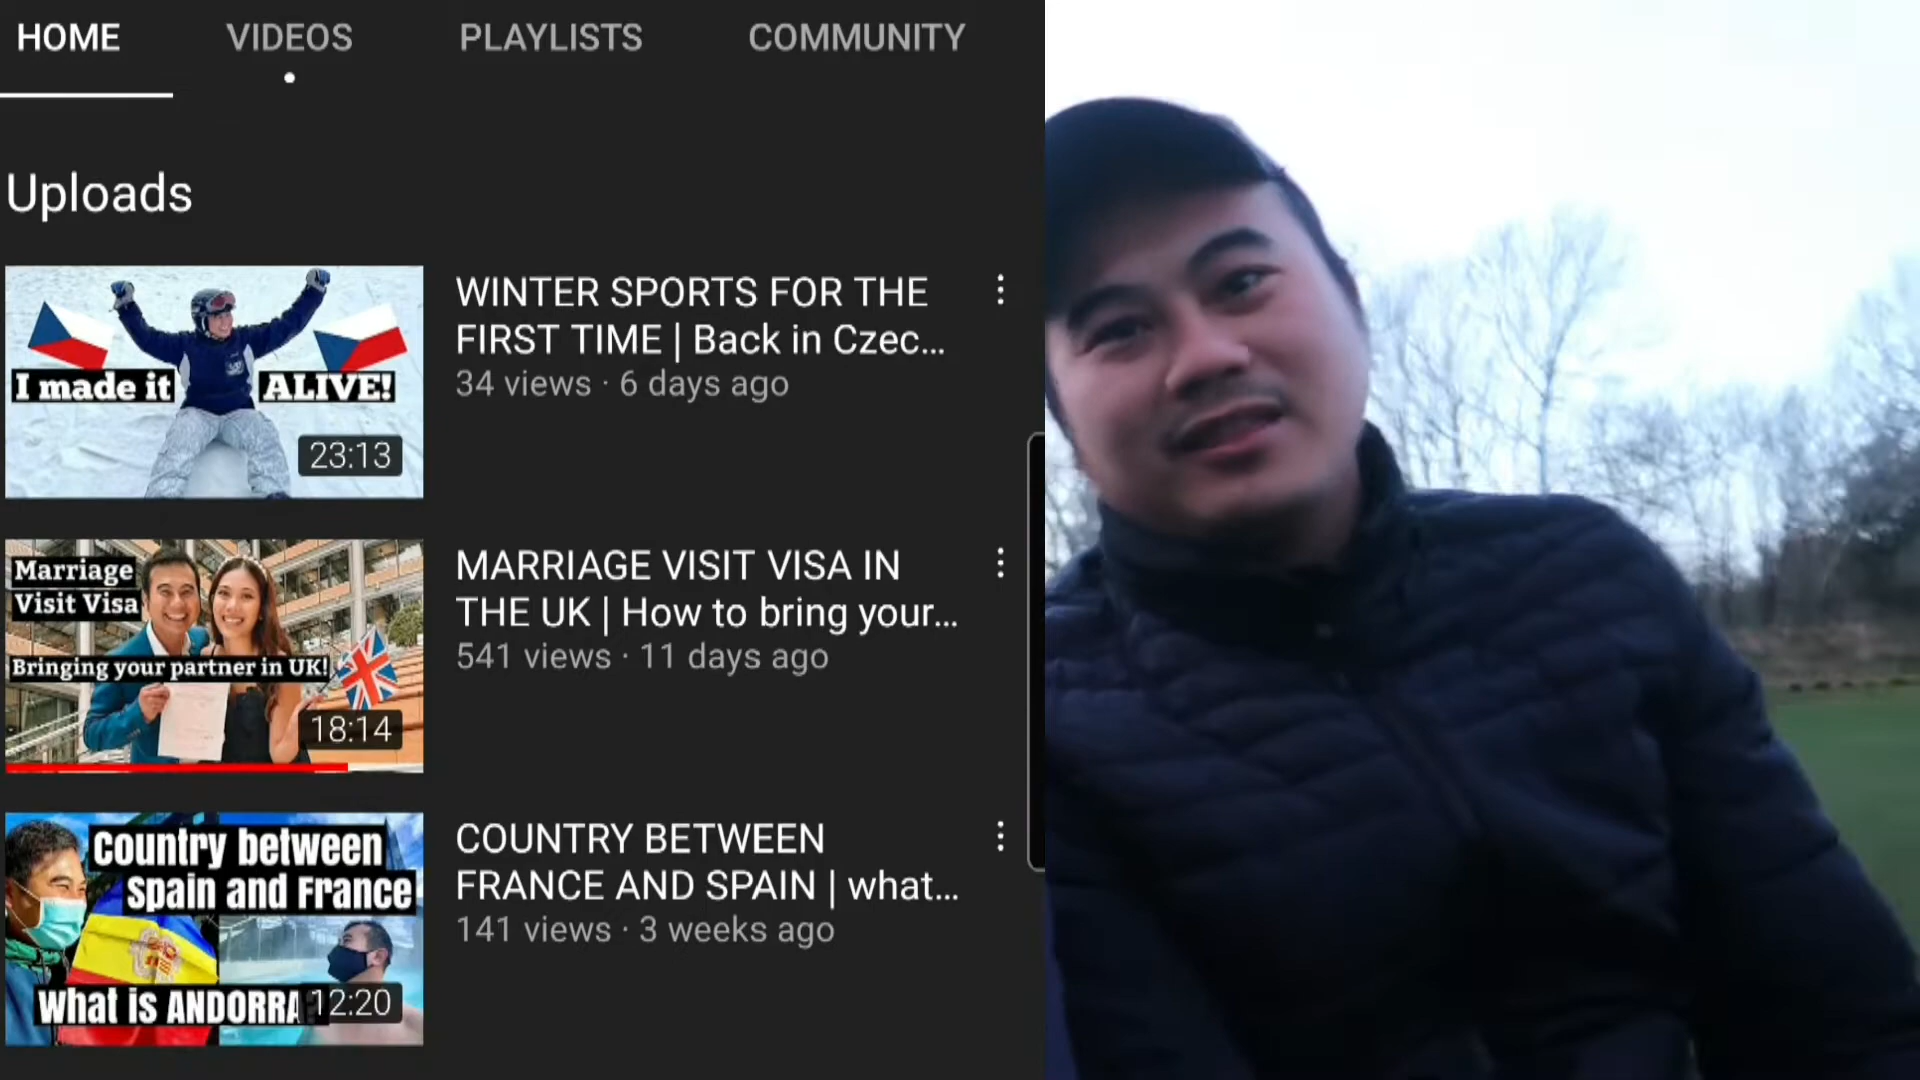 HOME VIDEOS PLAYLISTS COMMUNITY
Uploads
I made it ALIVE!
23:13
WINTER SPORTS FOR THE
FIRST TIME | Back in Czec...
34 views · 6 days ago
Marriage
Visit Visa
Bringing your partner in UK!
18:14
MARRIAGE VISIT VISA IN
THE UK | How to bring your...
541 views · 11 days ago
Country between
Spain and France
What is ANDORRA
12:20
COUNTRY BETWEEN
FRANCE AND SPAIN | what...
141 views · 3 weeks ago